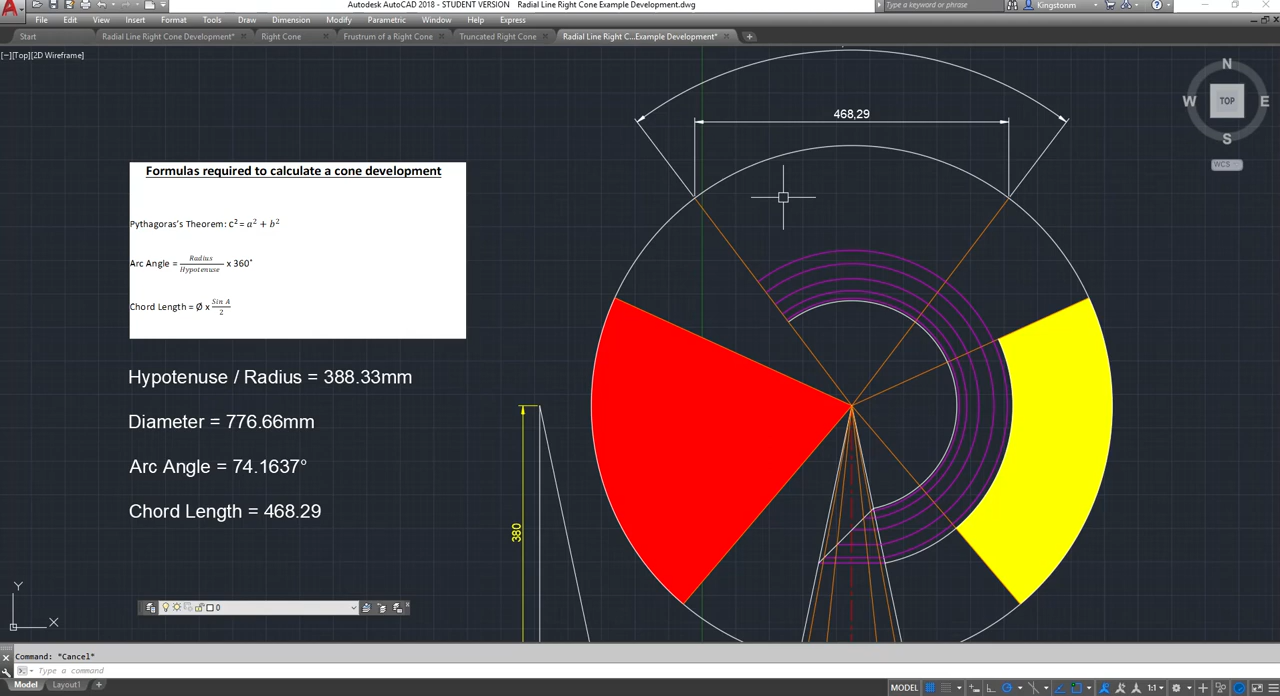 Autodesk AutoCAD 2018 - STUDENT VERSION    Radial Line Right Cone Example Development.dwg
Type a keyword or phrase
Kingstonm
File Edit View Insert Format Tools Draw Dimension Modify Parametric Window Help Express
Start
Radial Line Right Cone Development*
Right Cone
Frustrum of a Right Cone
Truncated Right Cone
Radial Line Right C...Example Development*
[−][Top][2D Wireframe]
N
W TOP E
S
WCS
468,29
Formulas required to calculate a cone development
Pythagoras's Theorem: C² = a² + b²
Arc Angle = Radius/Hypotenuse x 360°
Chord Length = Ø x Sin A/2
Hypotenuse / Radius = 388.33mm
Diameter = 776.66mm
Arc Angle = 74.1637°
Chord Length = 468.29
380
Y
X
0
Command: *Cancel*
Type a command
Model Layout1
MODEL
1:1